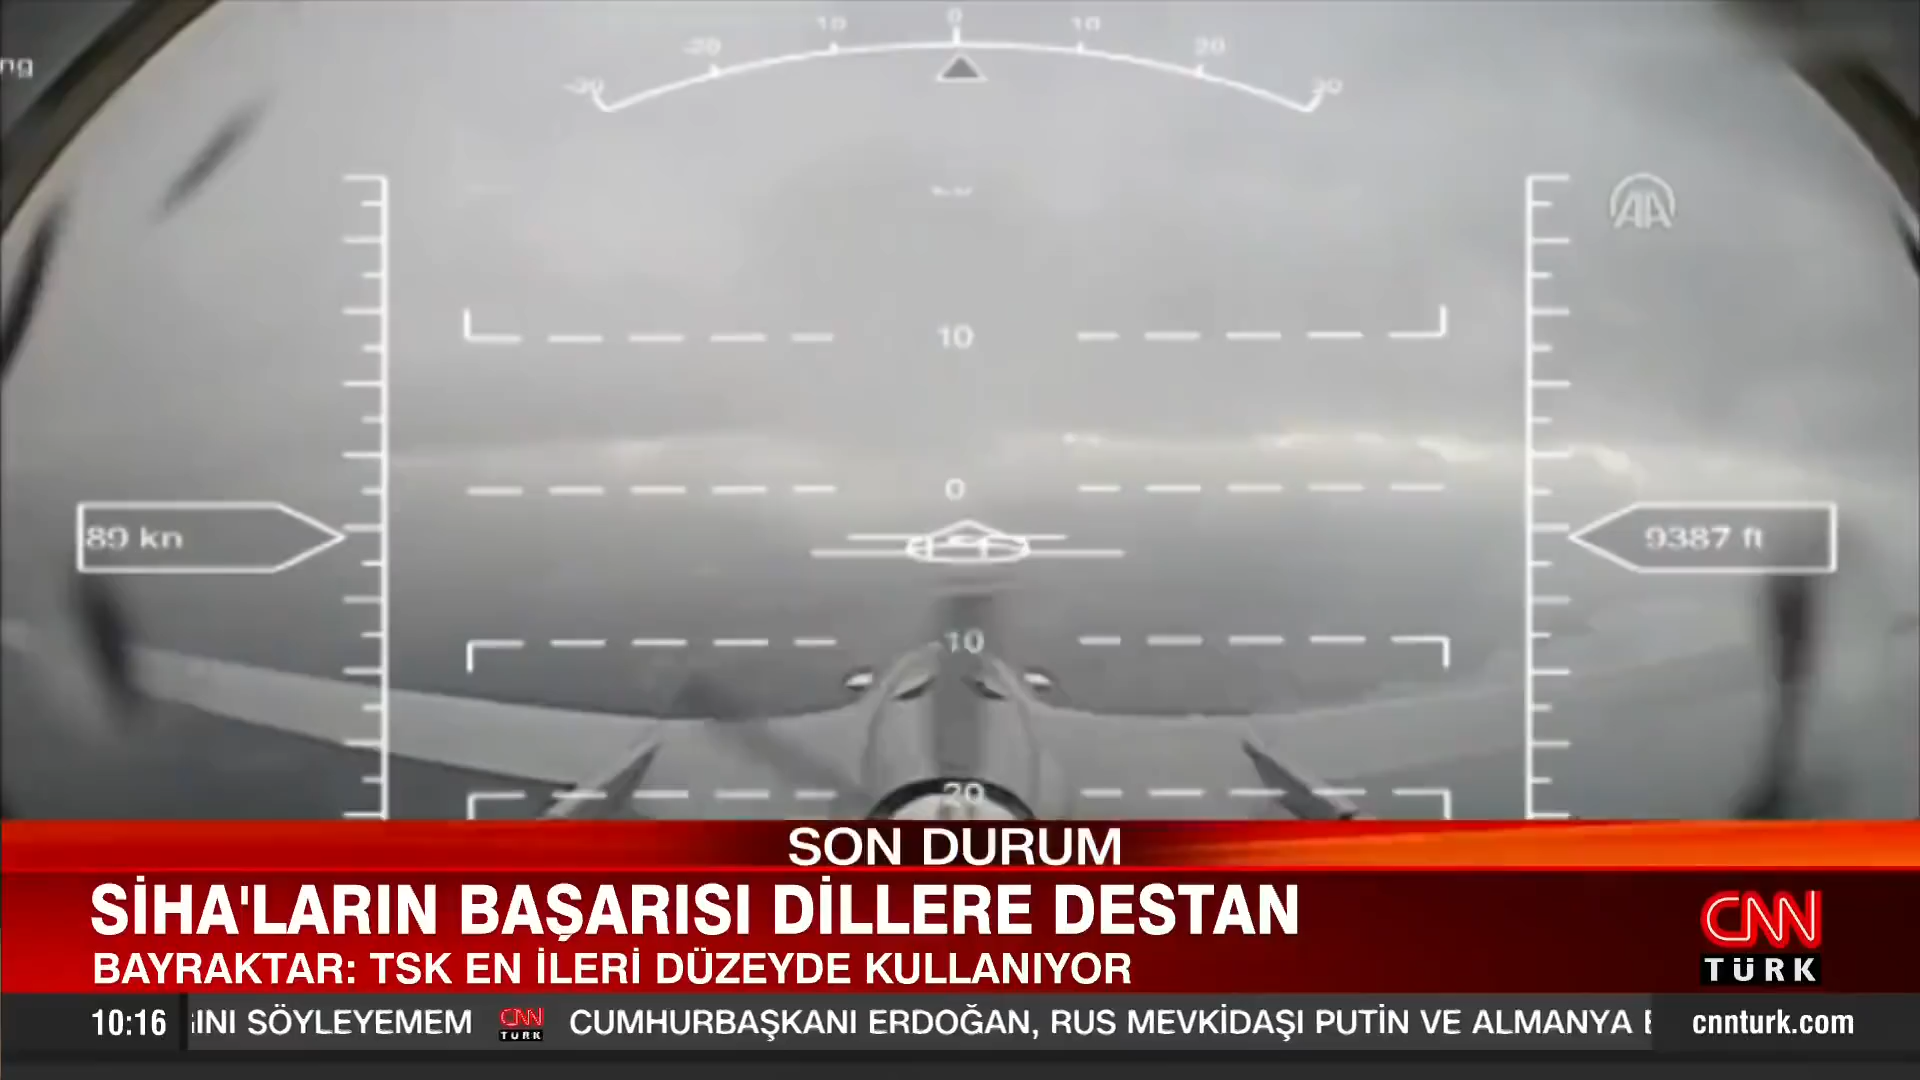 ng
0
10
10
-20
20
-30
30
AA
10
0
89 kn
9387 ft
-10
20
SON DURUM
SİHA'LARIN BAŞARISI DİLLERE DESTAN
BAYRAKTAR: TSK EN İLERİ DÜZEYDE KULLANIYOR
CNN
TÜRK
10:16
ĞINI SÖYLEYEMEM
CNN
TÜRK
CUMHURBAŞKANI ERDOĞAN, RUS MEVKİDAŞI PUTİN VE ALMANYA
cnnturk.com